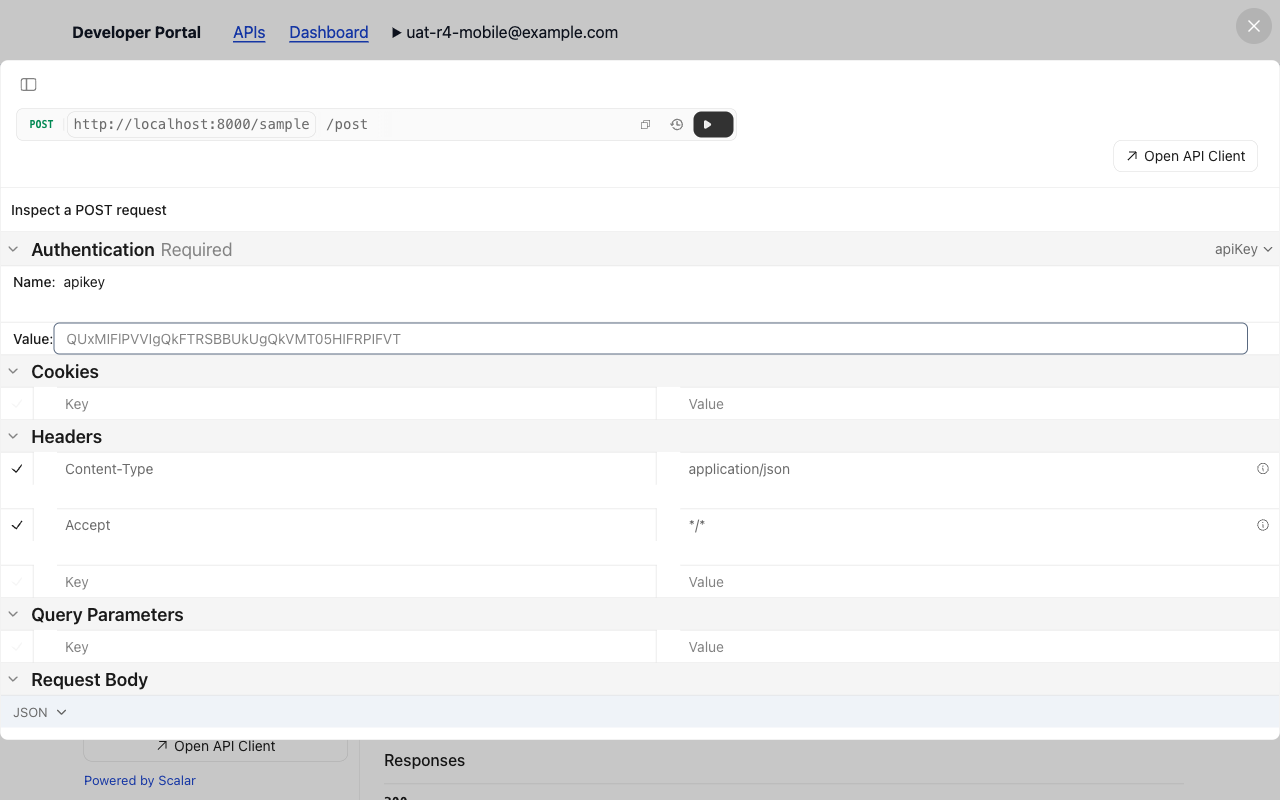 Developer Portal APIs Dashboard ▶ uat-r4-mobile@example.com
POST http://localhost:8000/sample /post
Open API Client
Inspect a POST request
Authentication Required apiKey
Name: apikey
Value: QUxMIFlPVVIgQkFTRSBBUkUgQkVMT05HIFRPIFVT
Cookies
Key Value
Headers
Content-Type application/json
Accept */*
Key Value
Query Parameters
Key Value
Request Body
JSON
Open API Client
Responses
Powered by Scalar